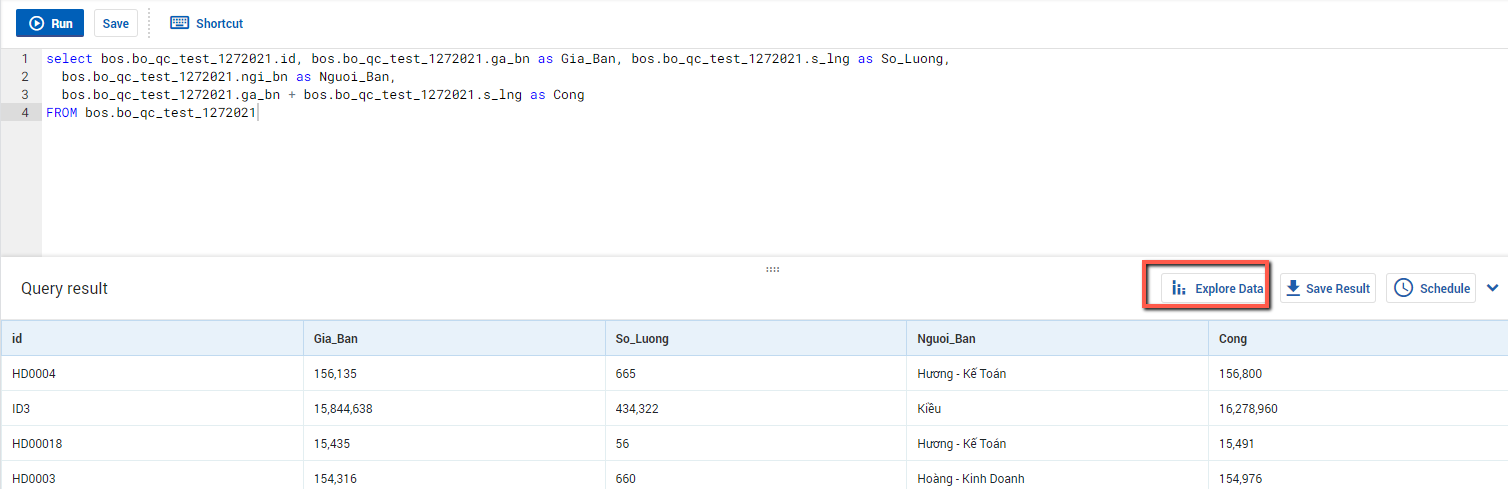 Run Save Shortcut
1 select bos.bo_qc_test_1272021.id, bos.bo_qc_test_1272021.ga_bn as Gia_Ban, bos.bo_qc_test_1272021.s_lng as So_Luong,
2 bos.bo_qc_test_1272021.ngi_bn as Nguoi_Ban,
3 bos.bo_qc_test_1272021.ga_bn + bos.bo_qc_test_1272021.s_lng as Cong
4 FROM bos.bo_qc_test_1272021
Query result Explore Data Save Result Schedule
id Gia_Ban So_Luong Nguoi_Ban Cong
HD0004 156,135 665 Hương - Kế Toán 156,800
ID3 15,844,638 434,322 Kiều 16,278,960
HD00018 15,435 56 Hương - Kế Toán 15,491
HD0003 154,316 660 Hoàng - Kinh Doanh 154,976